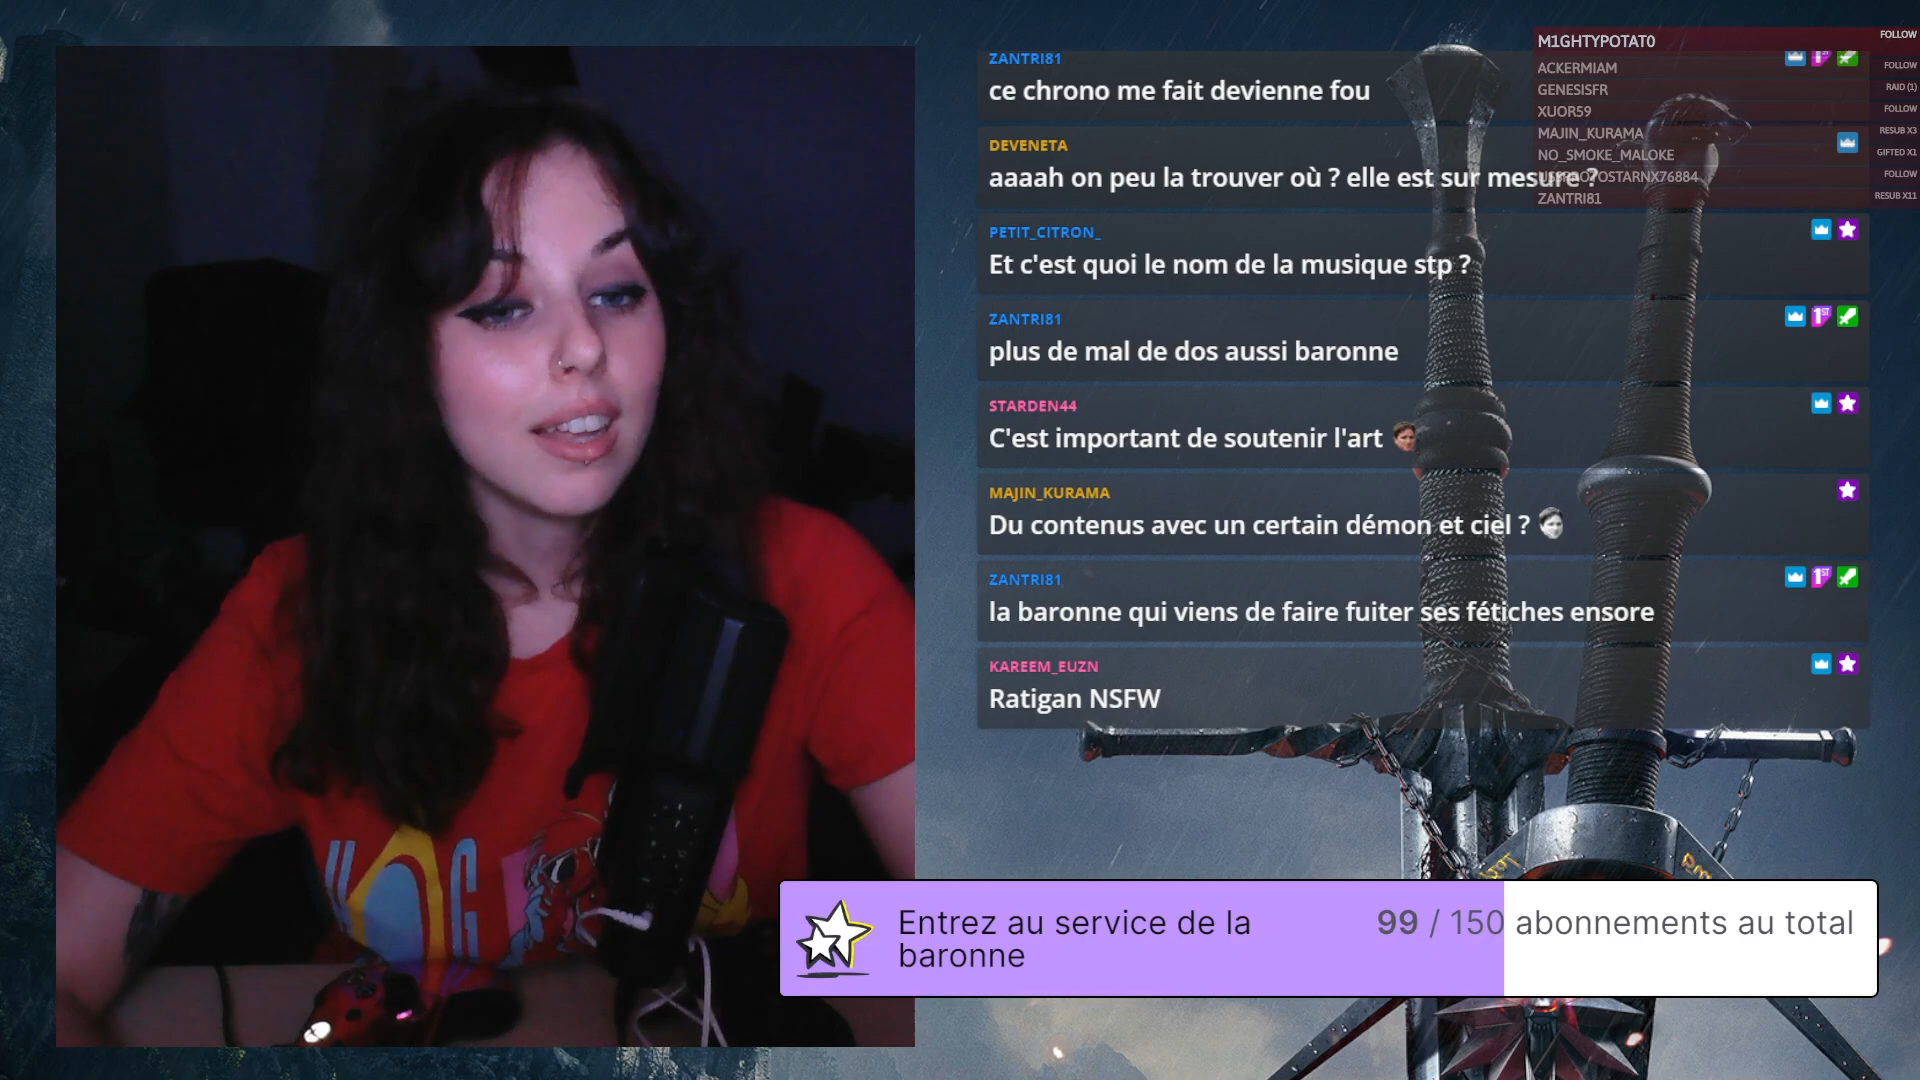 ZANTRI81
ce chrono me fait devienne fou
DEVENETA
aaaah on peu la trouver où ? elle est sur mesure ?
PETIT_CITRON_
Et c'est quoi le nom de la musique stp ?
ZANTRI81
plus de mal de dos aussi baronne
STARDEN44
C'est important de soutenir l'art
MAJIN_KURAMA
Du contenus avec un certain démon et ciel ?
ZANTRI81
la baronne qui viens de faire fuiter ses fétiches ensore
KAREEM_EUZN
Ratigan NSFW
M1GHTYPOTAT0 FOLLOW
ACKERMIAM FOLLOW
GENESISFR RAID (1)
XUOR59 FOLLOW
MAJIN_KURAMA RESUB X3
NO_SMOKE_MALOKE GIFTED X1
FOLLOW
ZANTRI81 RESUB X11
Entrez au service de la
baronne
99 / 150 abonnements au total